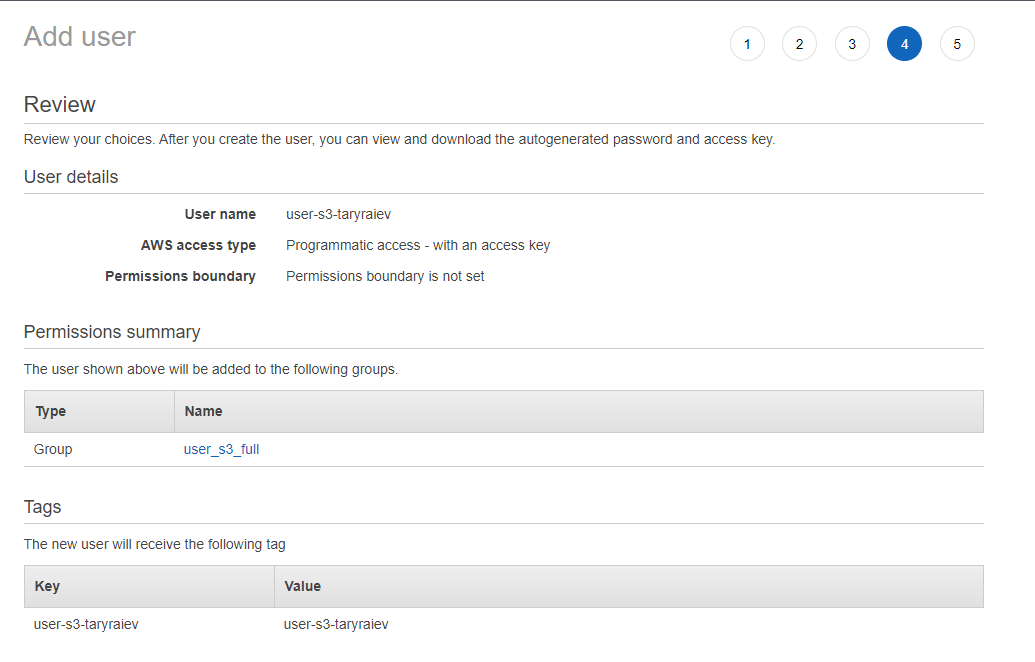 Add user
1 2 3 4 5
Review
Review your choices. After you create the user, you can view and download the autogenerated password and access key.
User details
User name user-s3-taryraiev
AWS access type Programmatic access - with an access key
Permissions boundary Permissions boundary is not set
Permissions summary
The user shown above will be added to the following groups.
Type Name
Group user_s3_full
Tags
The new user will receive the following tag
Key Value
user-s3-taryraiev user-s3-taryraiev